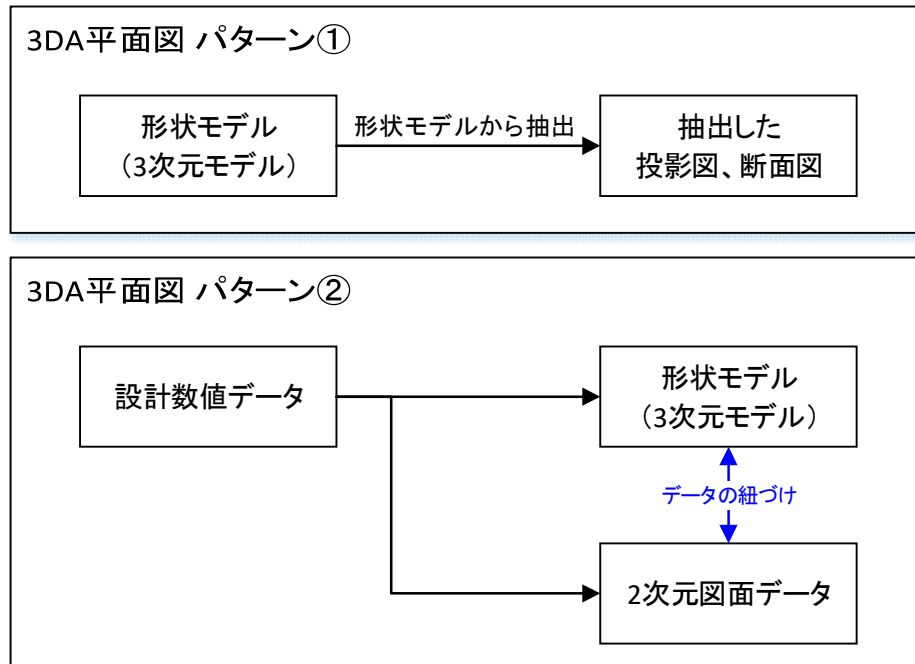 3DA平面図 パターン①
形状モデル
（3次元モデル）
形状モデルから抽出
抽出した
投影図、断面図
3DA平面図 パターン②
設計数値データ
形状モデル
（3次元モデル）
データの紐づけ
2次元図面データ